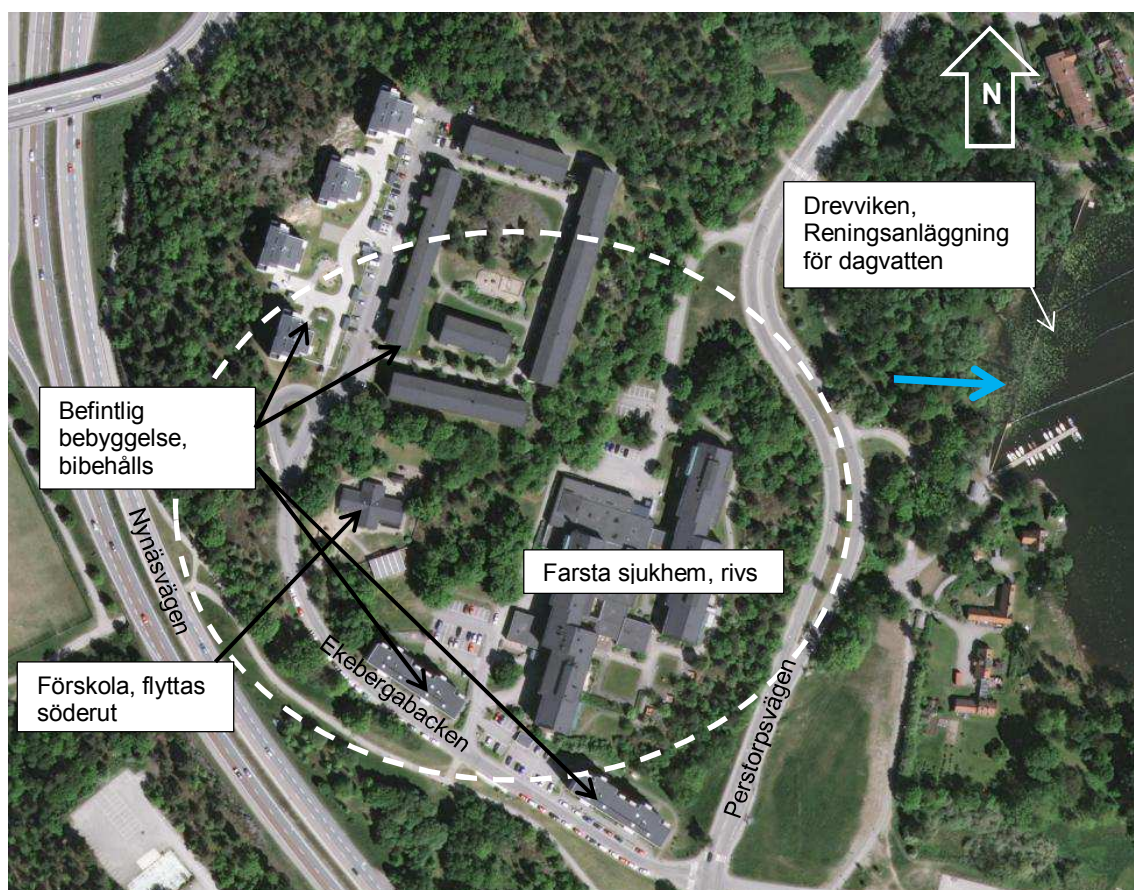 N
Drevviken,
Reningsanläggning
för dagvatten
Befintlig
bebyggelse,
bibehålls
Nynäsvägen
Farsta sjukhem, rivs
Förskola, flyttas
söderut
Ekebergabacken
Perstorpsvägen